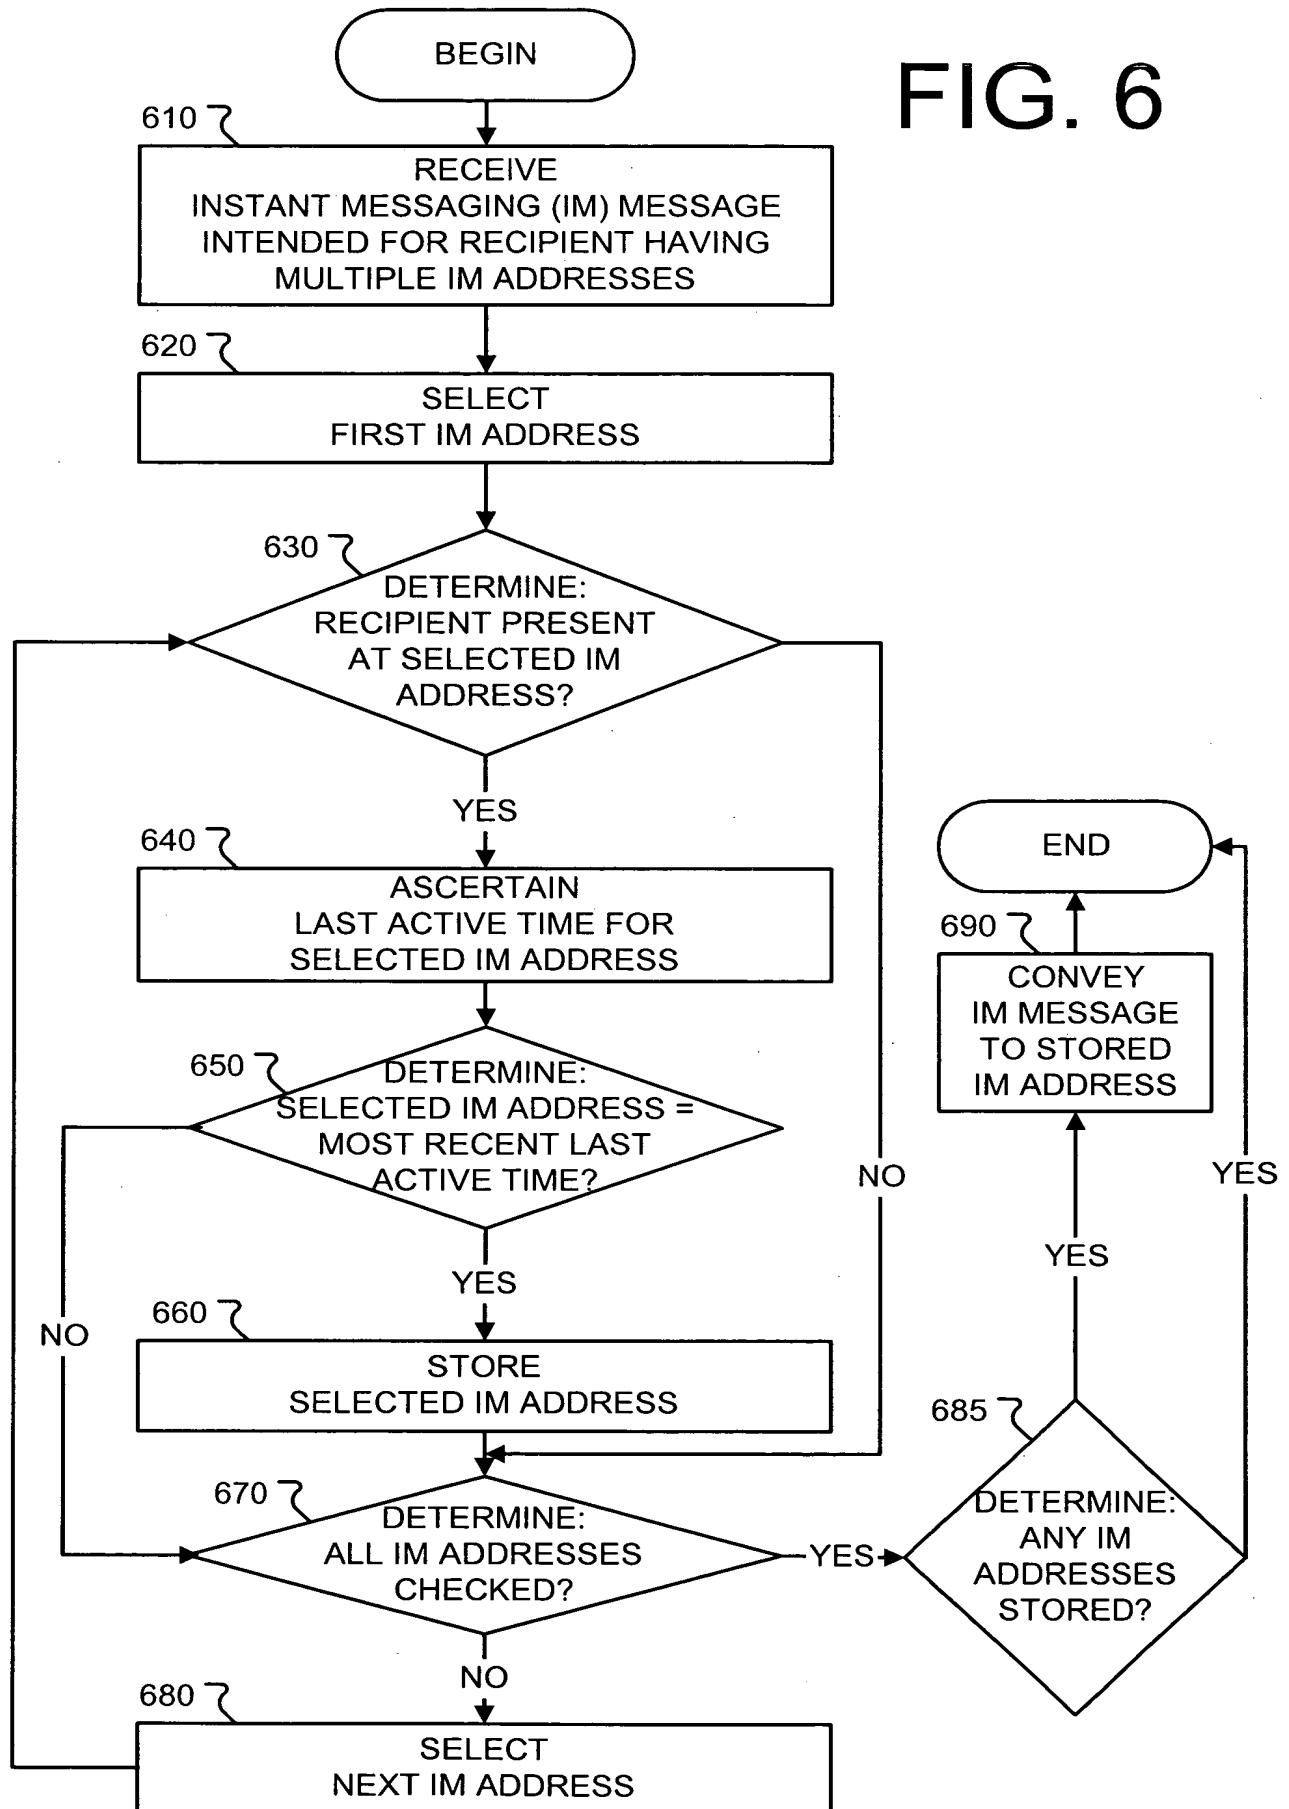 BEGIN
FIG. 6
610
RECEIVE
INSTANT MESSAGING (IM) MESSAGE
INTENDED FOR RECIPIENT HAVING
MULTIPLE IM ADDRESSES
620
SELECT
FIRST IM ADDRESS
630
DETERMINE:
RECIPIENT PRESENT
AT SELECTED IM
ADDRESS?
YES
640
ASCERTAIN
LAST ACTIVE TIME FOR
SELECTED IM ADDRESS
650
DETERMINE:
SELECTED IM ADDRESS =
MOST RECENT LAST
ACTIVE TIME?
NO
YES
NO
660
STORE
SELECTED IM ADDRESS
670
DETERMINE:
ALL IM ADDRESSES
CHECKED?
YES
NO
680
SELECT
NEXT IM ADDRESS
685
DETERMINE:
ANY IM
ADDRESSES
STORED?
YES
YES
690
CONVEY
IM MESSAGE
TO STORED
IM ADDRESS
END